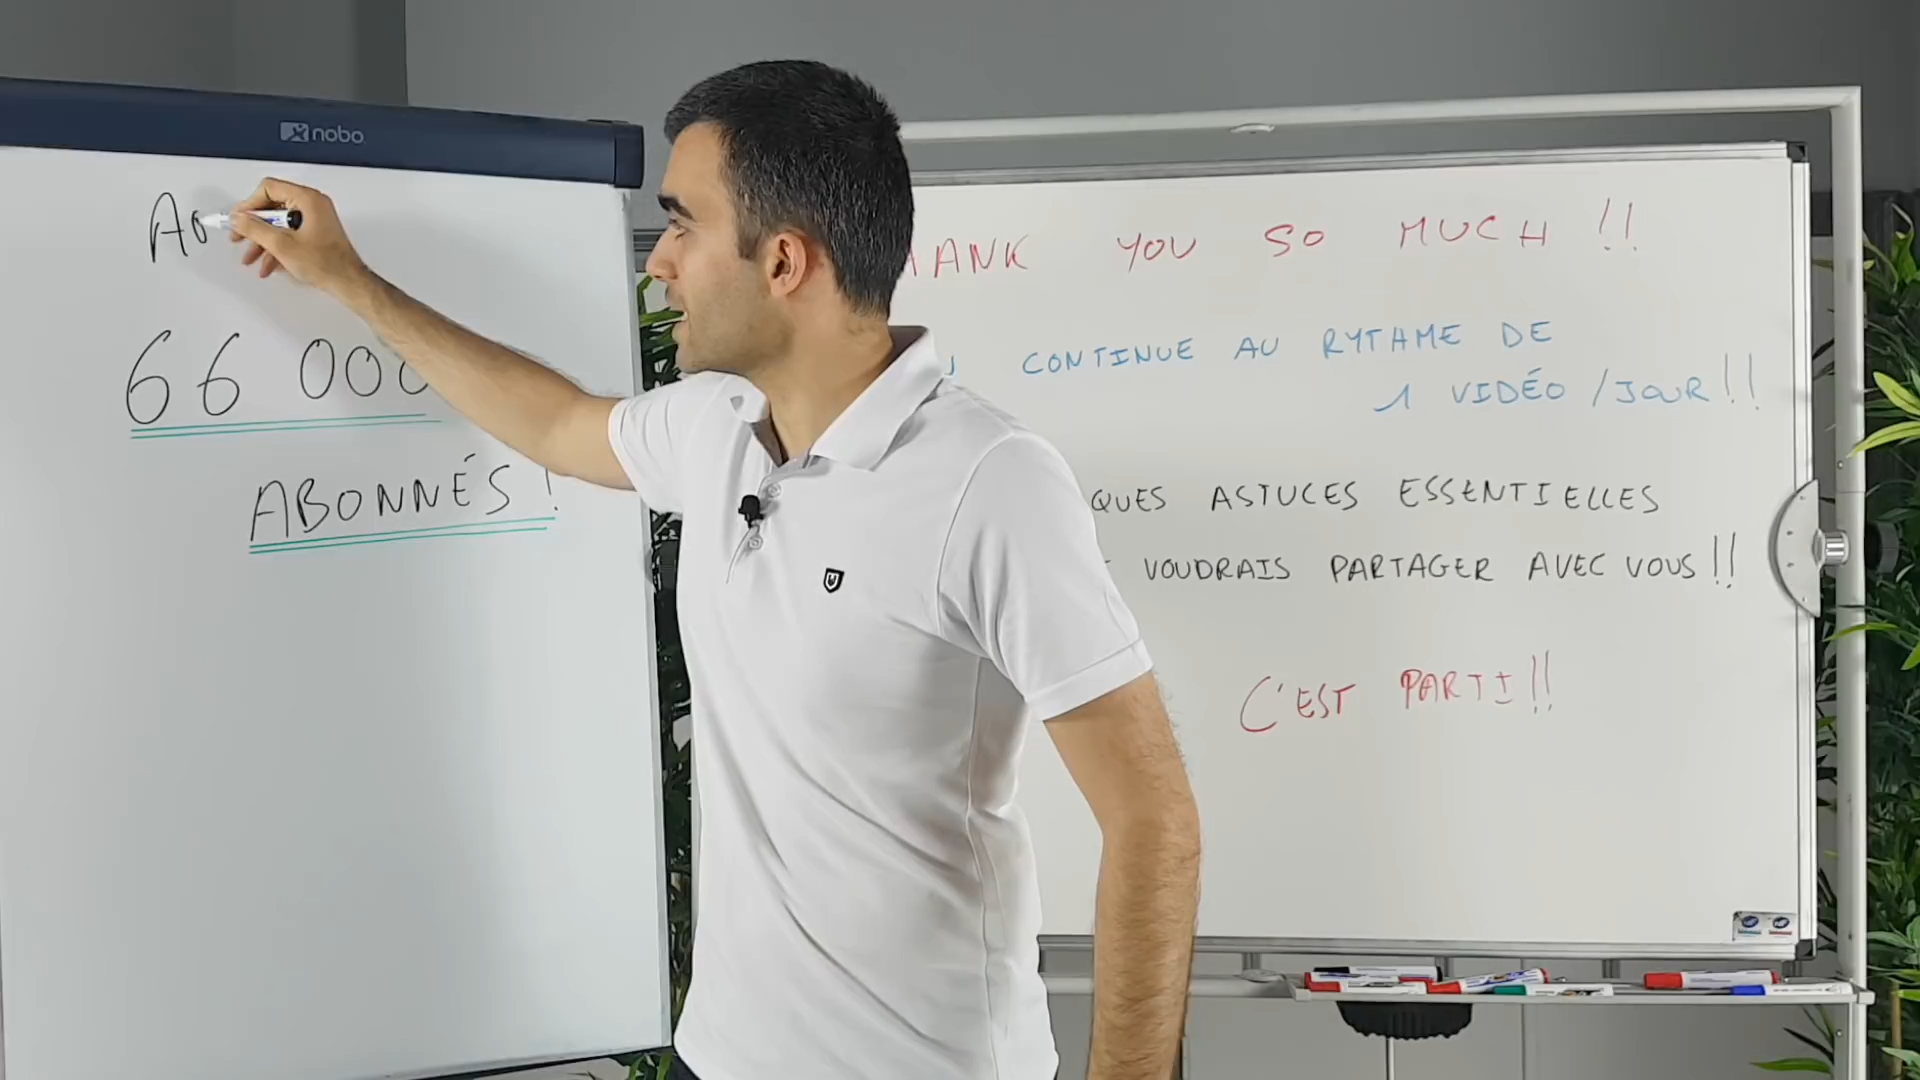 nobo
66 000
ABONNÉS !
THANK YOU SO MUCH !!
CONTINUE AU RYTHME DE
1 VIDÉO / JOUR !!
QUES ASTUCES ESSENTIELLES
VOUDRAIS PARTAGER AVEC VOUS !!
C'EST PARTI !!